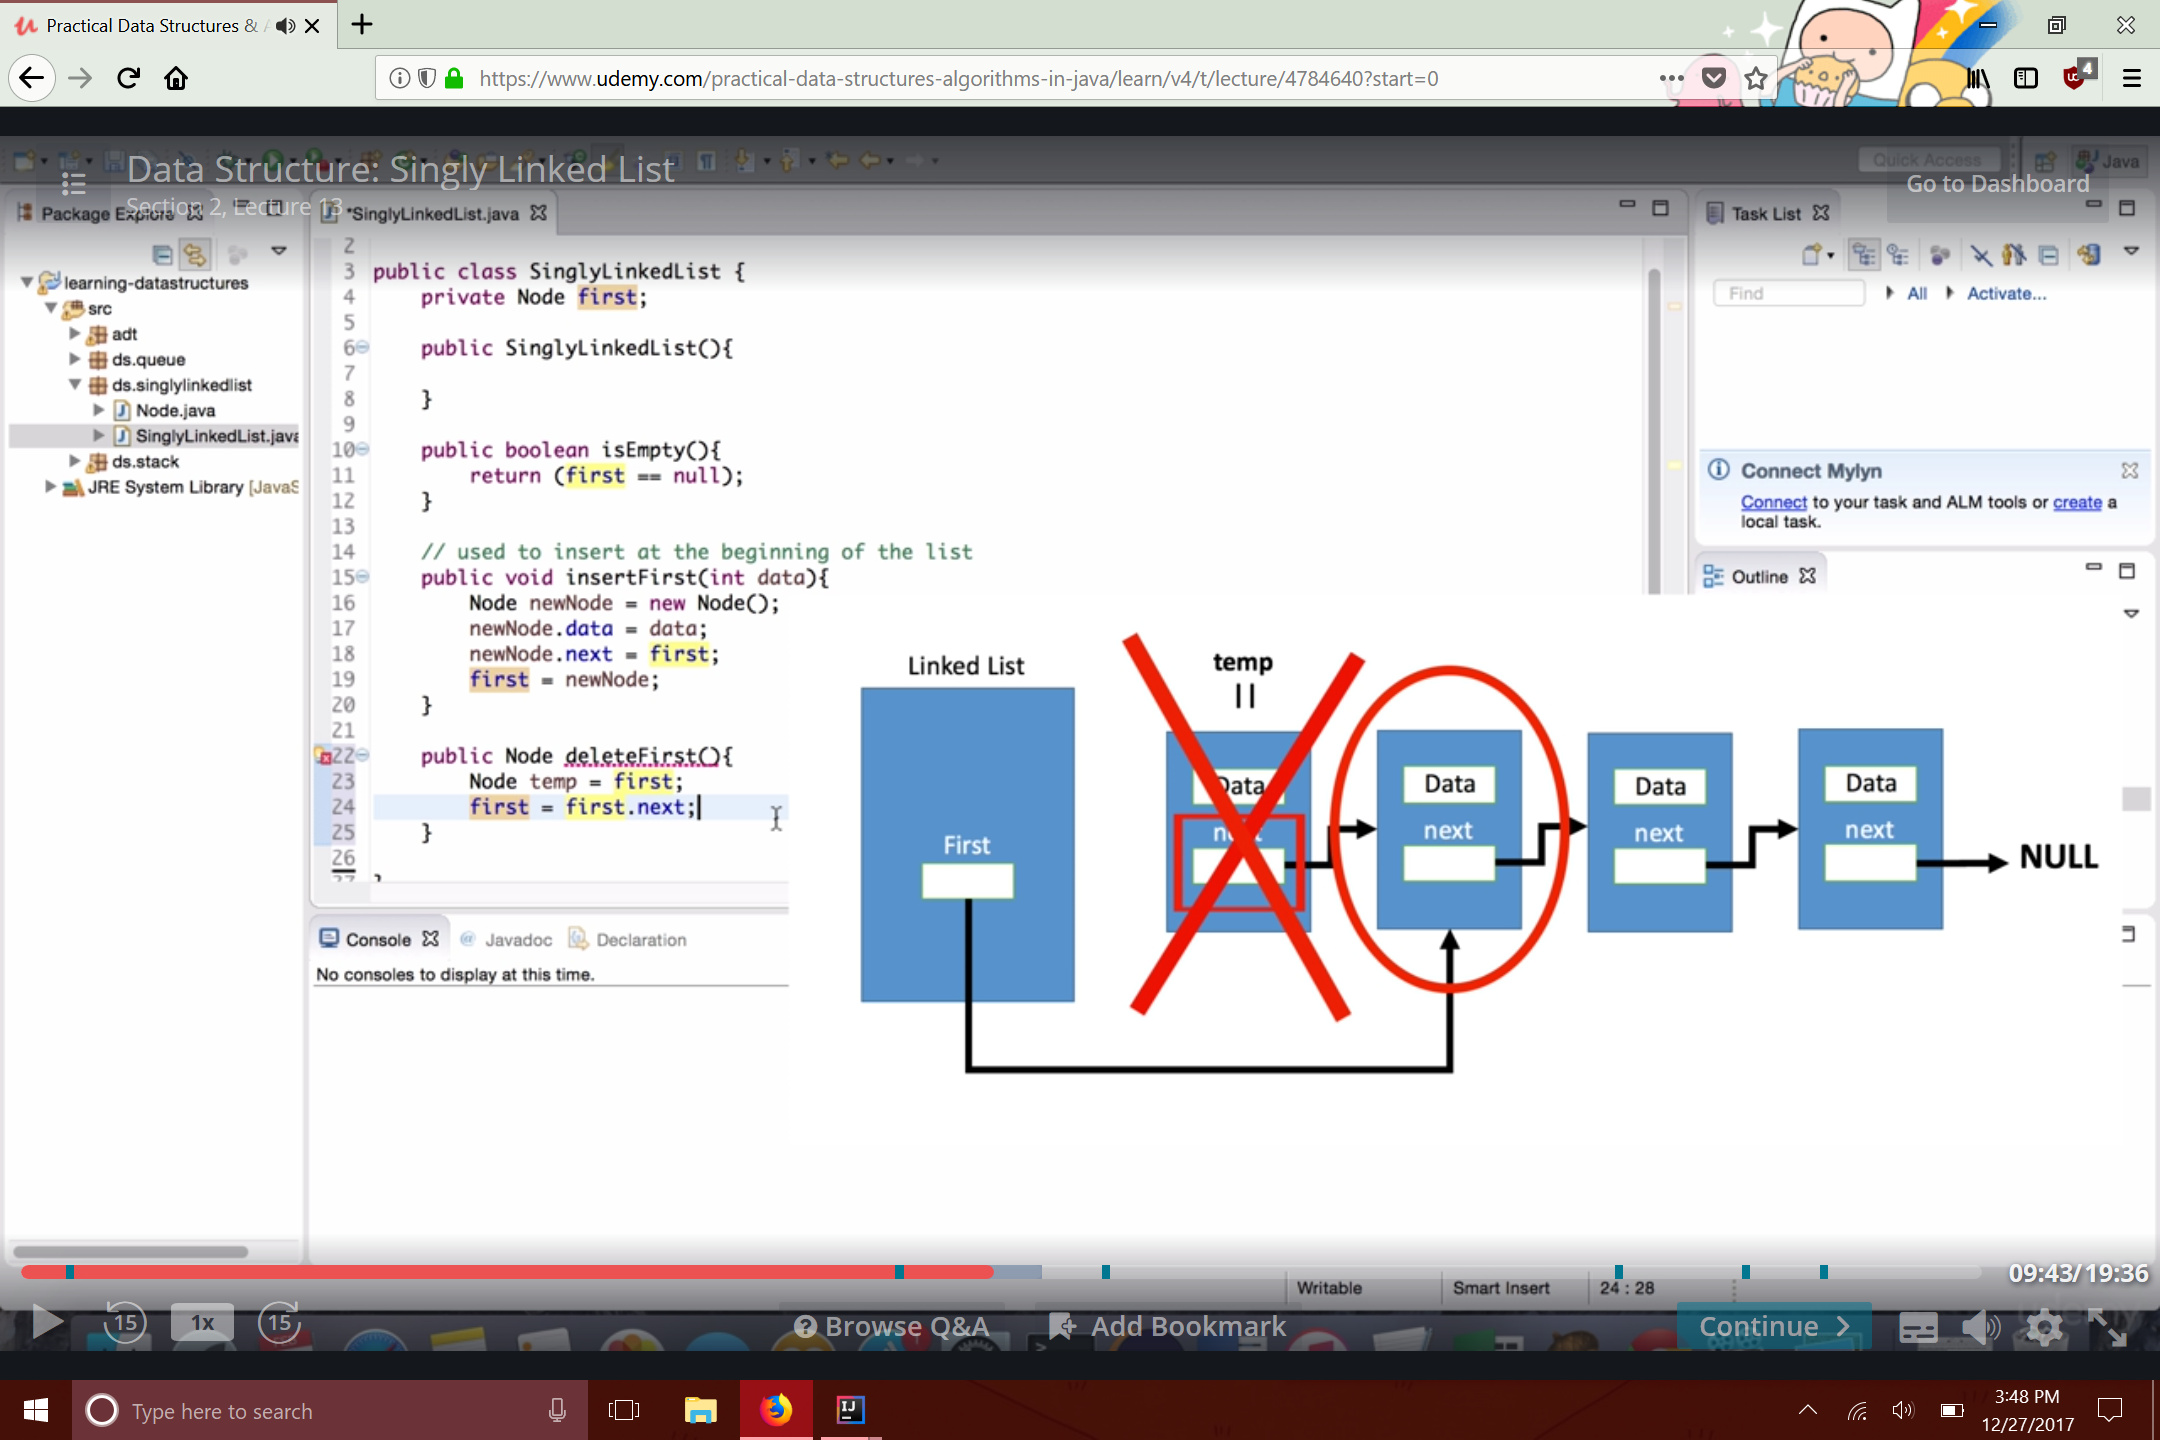 Practical Data Structures &
https://www.udemy.com/practical-data-structures-algorithms-in-java/learn/v4/t/lecture/4784640?start=0
4
Data Structure: Singly Linked List
Section 2, Lecture 13
Quick Access
Java
Go to Dashboard
Package Explore
*SinglyLinkedList.java
Task List
learning-datastructures
src
adt
ds.queue
ds.singlylinkedlist
Node.java
SinglyLinkedList.java
ds.stack
JRE System Library [JavaS
2
3 public class SinglyLinkedList {
4 private Node first;
5
6 public SinglyLinkedList(){
7
8 }
9
10 public boolean isEmpty(){
11 return (first == null);
12 }
13
14 // used to insert at the beginning of the list
15 public void insertFirst(int data){
16 Node newNode = new Node();
17 newNode.data = data;
18 newNode.next = first;
19 first = newNode;
20 }
21
22 public Node deleteFirst(){
23 Node temp = first;
24 first = first.next;
25 }
26
27 }
Find
All
Activate...
Connect Mylyn
Connect to your task and ALM tools or create a
local task.
Outline
Linked List
First
temp
||
Data
next
Data
next
Data
next
Data
next
NULL
Console
Javadoc
Declaration
No consoles to display at this time.
Writable
Smart Insert
24 : 28
09:43/19:36
15
1x
15
Browse Q&A
Add Bookmark
Continue
Type here to search
IJ
3:48 PM
12/27/2017